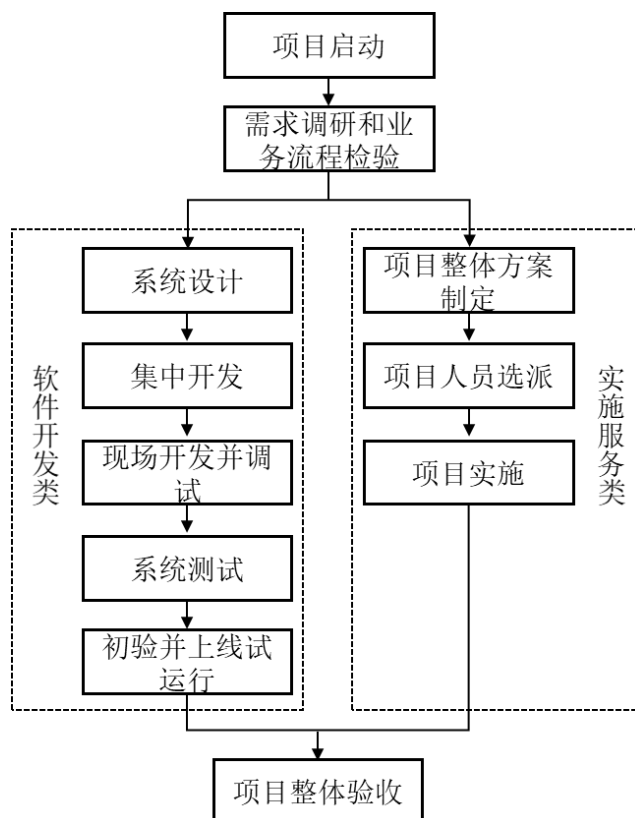 项目启动
需求调研和业
务流程检验
系统设计
集中开发
现场开发并调
试
系统测试
初验并上线试
运行
软件开发类
项目整体方案
制定
项目人员选派
项目实施
实施服务类
项目整体验收